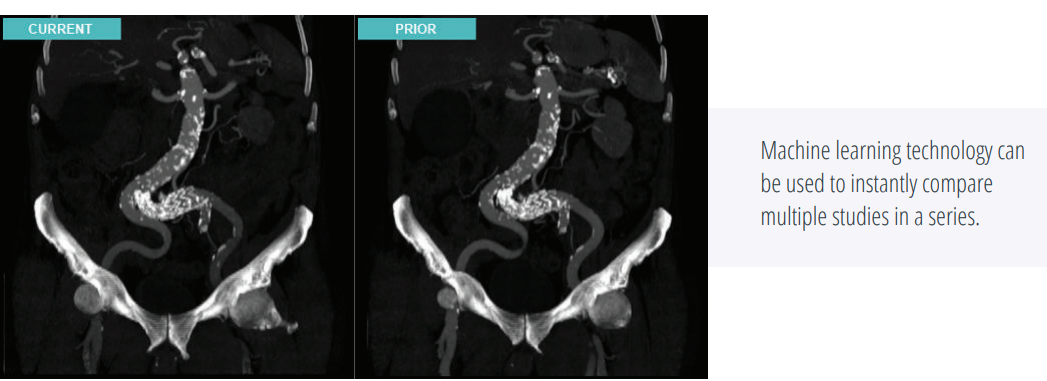 CURRENT
PRIOR
Machine learning technology can
be used to instantly compare
multiple studies in a series.